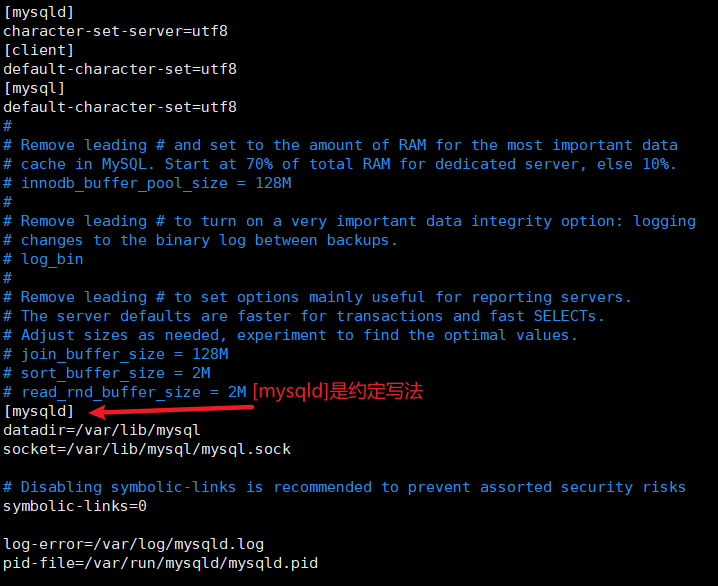 [mysqld]
character-set-server=utf8
[client]
default-character-set=utf8
[mysql]
default-character-set=utf8
#
# Remove leading # and set to the amount of RAM for the most important data
# cache in MySQL. Start at 70% of total RAM for dedicated server, else 10%.
# innodb_buffer_pool_size = 128M
#
# Remove leading # to turn on a very important data integrity option: logging
# changes to the binary log between backups.
# log_bin
#
# Remove leading # to set options mainly useful for reporting servers.
# The server defaults are faster for transactions and fast SELECTs.
# Adjust sizes as needed, experiment to find the optimal values.
# join_buffer_size = 128M
# sort_buffer_size = 2M
# read_rnd_buffer_size = 2M [mysqld]是约定写法
[mysqld]
datadir=/var/lib/mysql
socket=/var/lib/mysql/mysql.sock
# Disabling symbolic-links is recommended to prevent assorted security risks
symbolic-links=0
log-error=/var/log/mysqld.log
pid-file=/var/run/mysqld/mysqld.pid